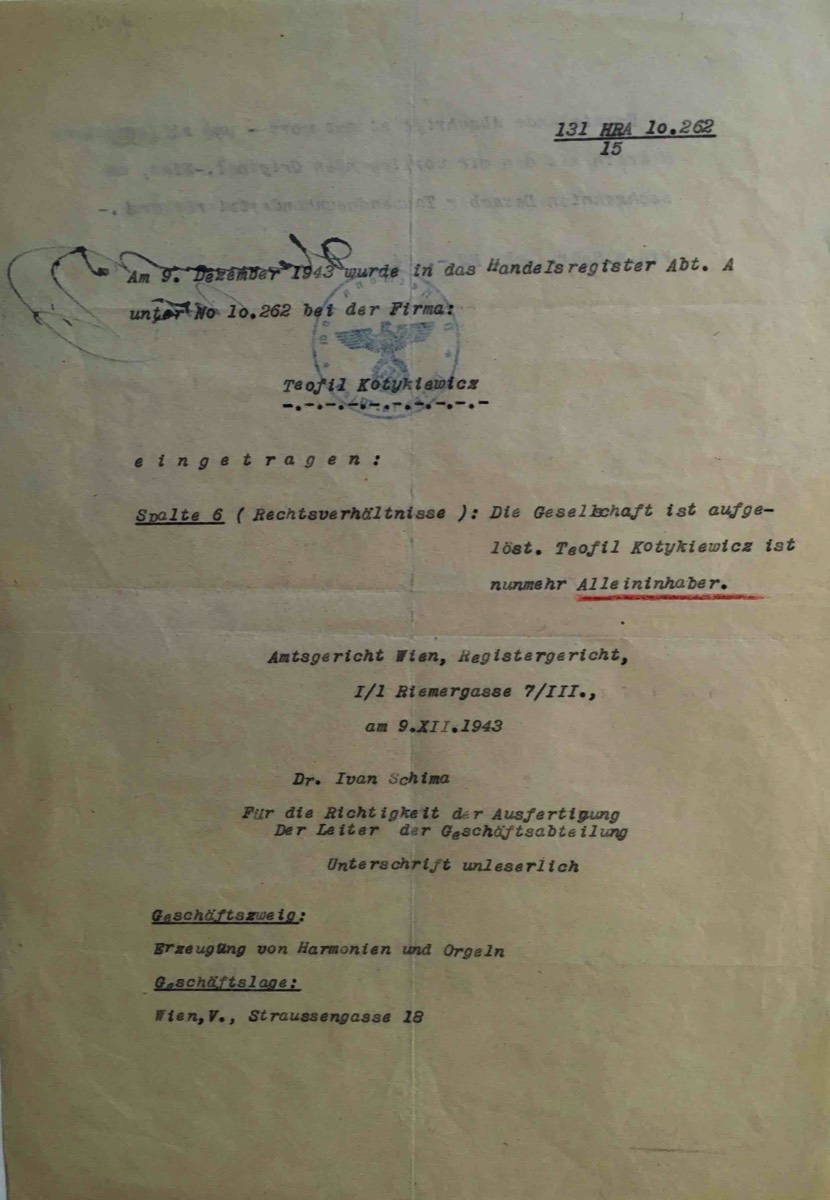 131 HRA 1o.262
15
Am 9. Dezember 1943 wurde in das Handelsregister Abt. A
unter No 1o.262 bei der Firma:
Teofil Kotykiewicz
-.-.-.-.-.-.-.-.-.-.-
eingetragen:
Spalte 6 ( Rechtsverhältnisse ): Die Gesellschaft ist aufge-
löst. Teofil Kotykiewicz ist
nunmehr Alleininhaber.
Amtsgericht Wien, Registergericht,
I/1 Riemergasse 7/III.,
am 9.XII.1943
Dr. Ivan Schima
Für die Richtigkeit der Ausfertigung
Der Leiter der Geschäftsabteilung
Unterschrift unleserlich
Geschäftszweig:
Erzeugung von Harmonien und Orgeln
Geschäftslage:
Wien,V., Straussengasse 18